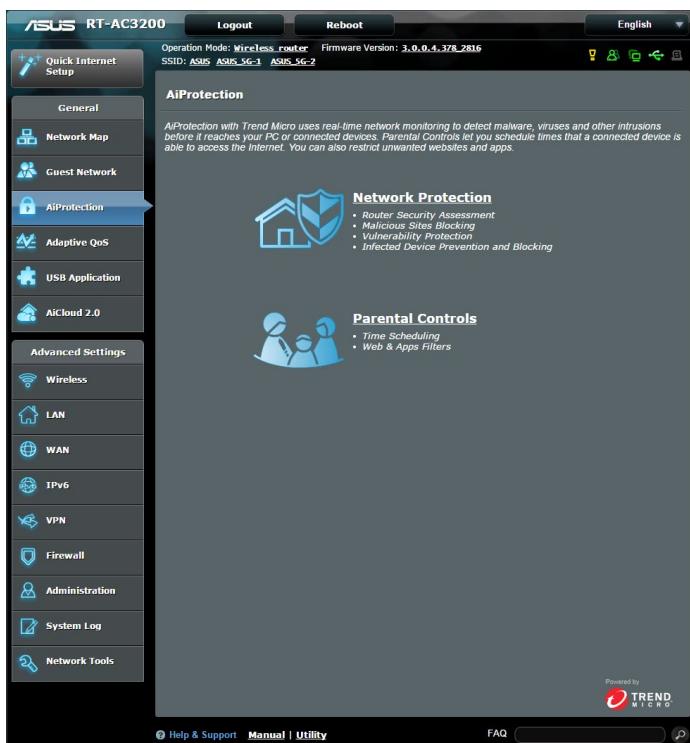 ASUS RT-AC3200 Logout Reboot English
Quick Internet Setup
Operation Mode: Wireless router Firmware Version: 3.0.0.4.378_2816
SSID: ASUS ASUS_5G-1 ASUS_5G-2
General
Network Map
Guest Network
AiProtection
Adaptive QoS
USB Application
AiCloud 2.0
Advanced Settings
Wireless
LAN
WAN
IPv6
VPN
Firewall
Administration
System Log
Network Tools
AiProtection
AiProtection with Trend Micro uses real-time network monitoring to detect malware, viruses and other intrusions
before it reaches your PC or connected devices. Parental Controls let you schedule times that a connected device is
able to access the Internet. You can also restrict unwanted websites and apps.
Network Protection
• Router Security Assessment
• Malicious Sites Blocking
• Vulnerability Protection
• Infected Device Prevention and Blocking
Parental Controls
• Time Scheduling
• Web & Apps Filters
Powered by
TREND
MICRO
Help & Support Manual | Utility FAQ